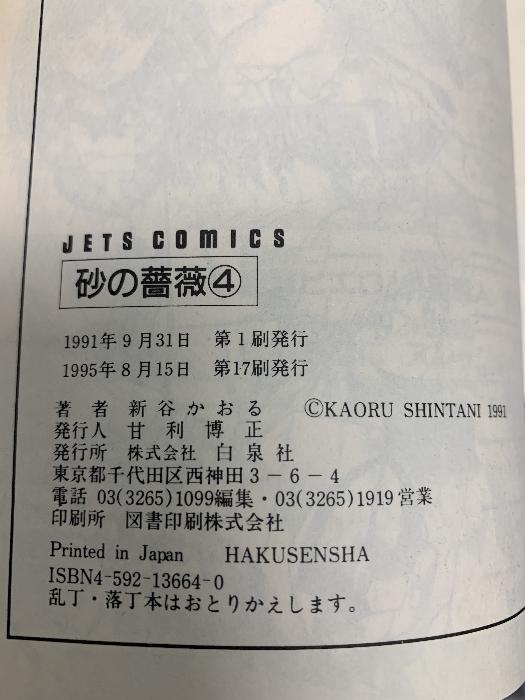 JETS COMICS
砂の薔薇④
1991年9月31日 第1刷発行
1995年8月15日 第17刷発行
著者 新谷かおる ©KAORU SHINTANI 1991
発行人 甘利博正
発行所 株式会社 白泉社
東京都千代田区西神田3-6-4
電話 03(3265)1099編集・03(3265)1919営業
印刷所 図書印刷株式会社
Printed in Japan HAKUSENSHA
ISBN4-592-13664-0
乱丁・落丁本はおとりかえします。